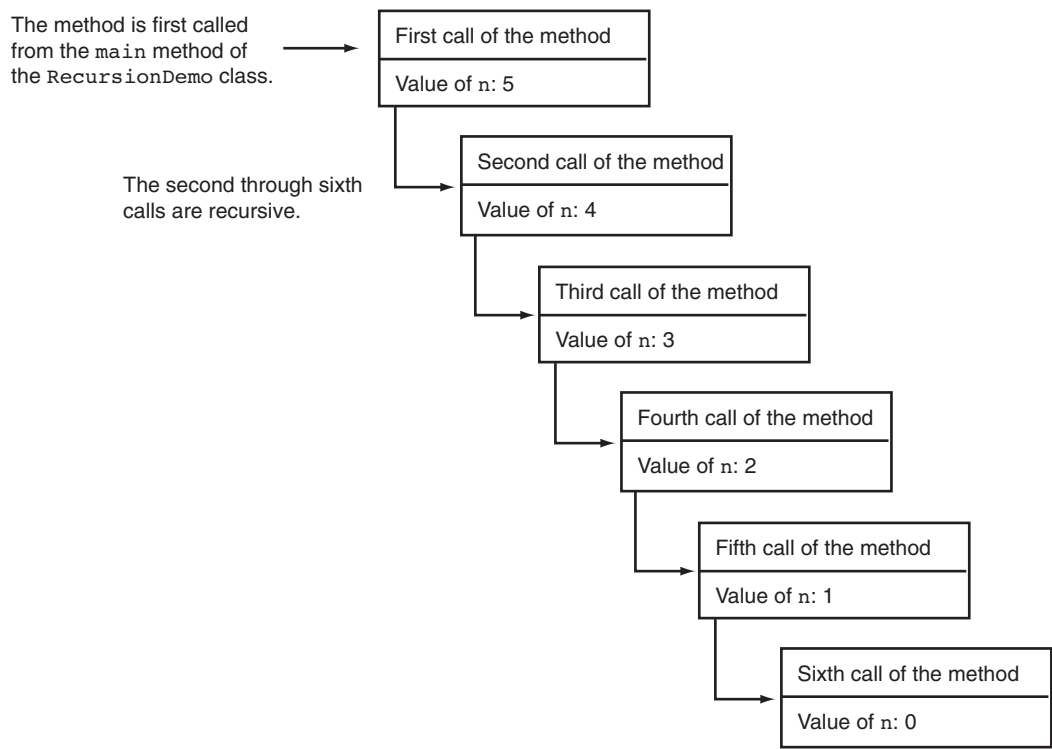 The method is first called
from the main method of
the RecursionDemo class.
First call of the method
Value of n: 5
Second call of the method
Value of n: 4
The second through sixth
calls are recursive.
Third call of the method
Value of n: 3
Fourth call of the method
Value of n: 2
Fifth call of the method
Value of n: 1
Sixth call of the method
Value of n: 0